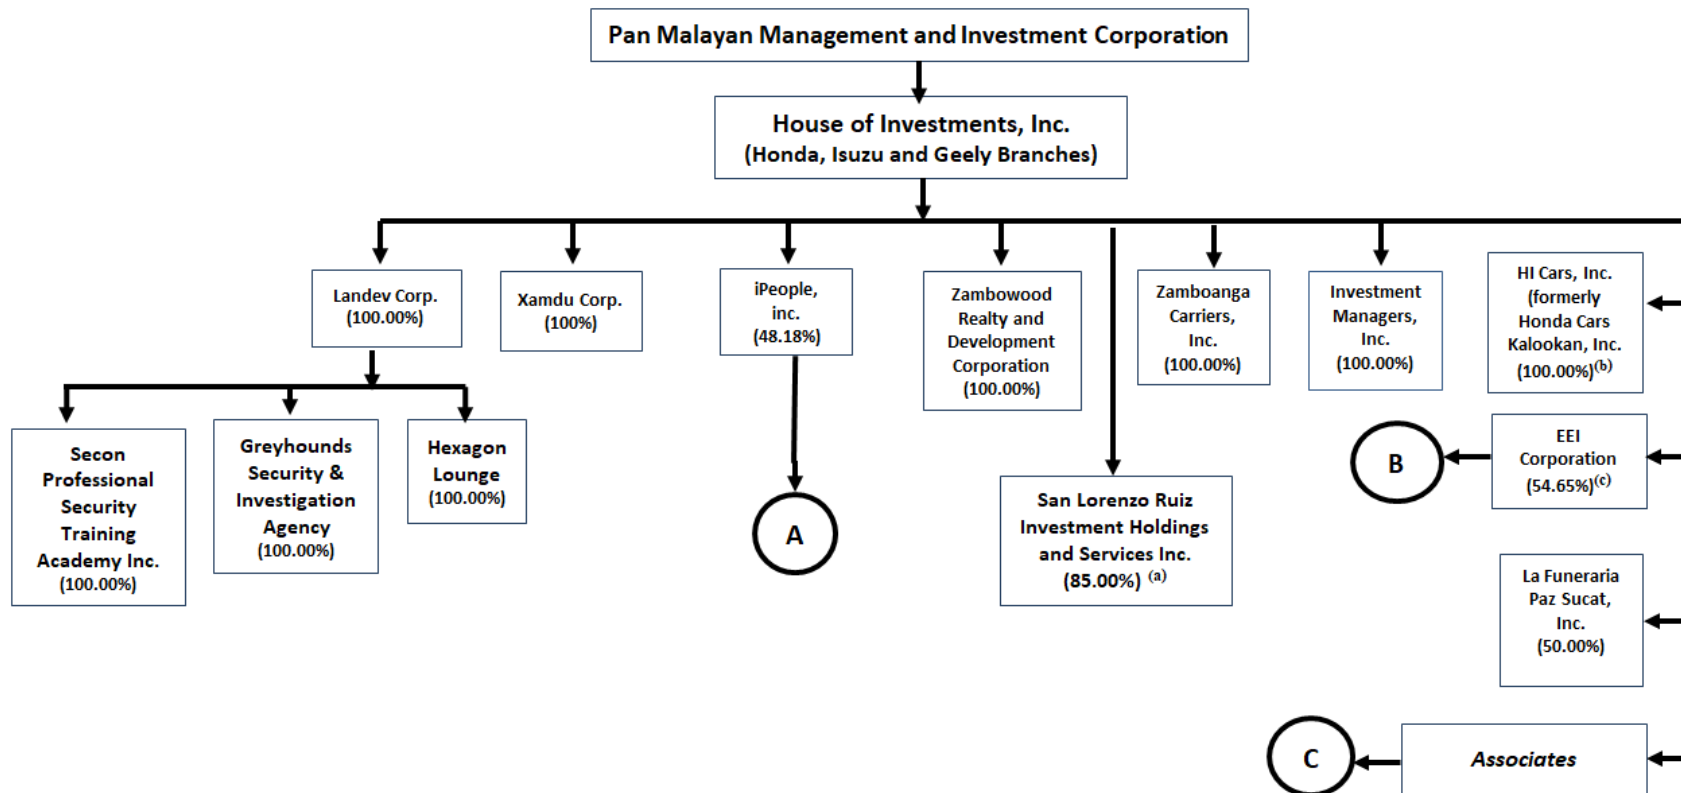 Pan Malayan Management and Investment Corporation
House of Investments, Inc.
(Honda, Isuzu and Geely Branches)
Landev Corp.
(100.00%)
Xamdu Corp.
(100%)
iPeople,
inc.
(48.18%)
Zambowood
Realty and
Development
Corporation
(100.00%)
Zamboanga
Carriers,
Inc.
(100.00%)
Investment
Managers,
Inc.
(100.00%)
HI Cars, Inc.
(formerly
Honda Cars
Kalookan, Inc.
(100.00%)(b)
Secon
Professional
Security
Training
Academy Inc.
(100.00%)
Greyhounds
Security &
Investigation
Agency
(100.00%)
Hexagon
Lounge
(100.00%)
A
San Lorenzo Ruiz
Investment Holdings
and Services Inc.
(85.00%) (a)
B
EEI
Corporation
(54.65%)(c)
La Funeraria
Paz Sucat,
Inc.
(50.00%)
C
Associates